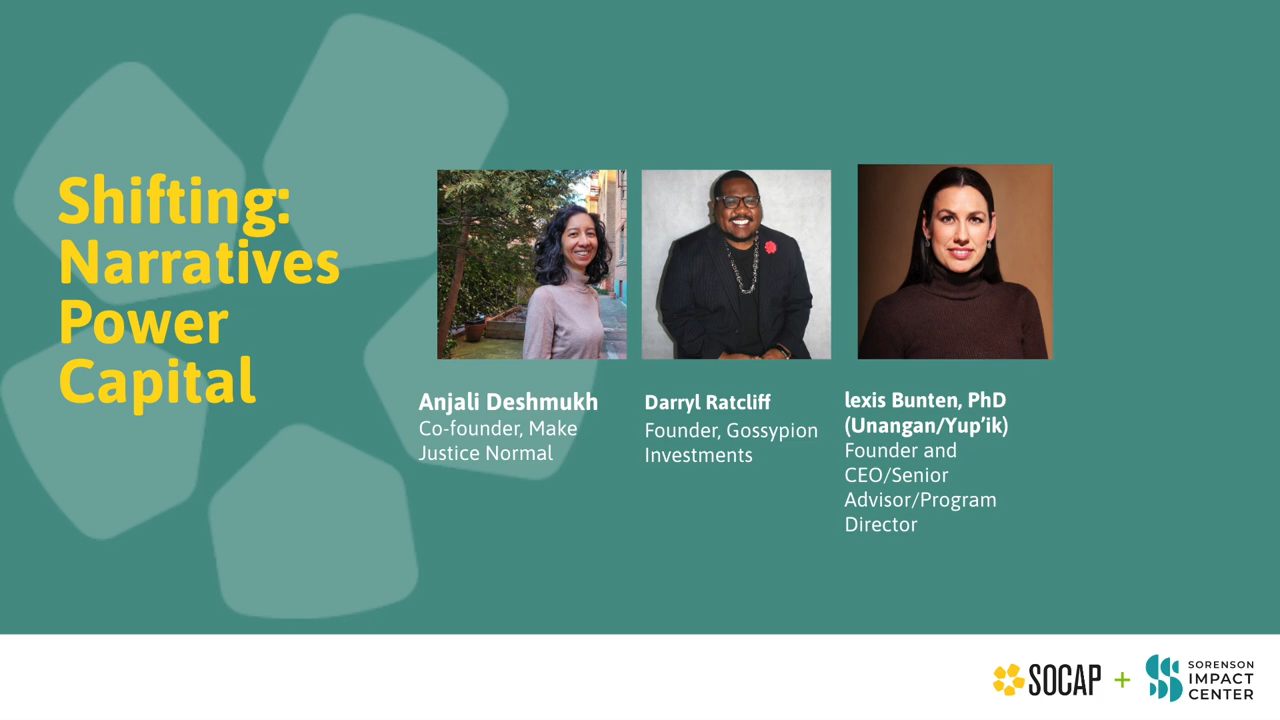 Shifting:
Narratives
Power
Capital
Anjali Deshmukh
Co-founder, Make
Justice Normal
Darryl Ratcliff
Founder, Gossypion
Investments
lexis Bunten, PhD
(Unangan/Yup’ik)
Founder and
CEO/Senior
Advisor/Program
Director
SOCAP +
SORENSON
IMPACT
CENTER